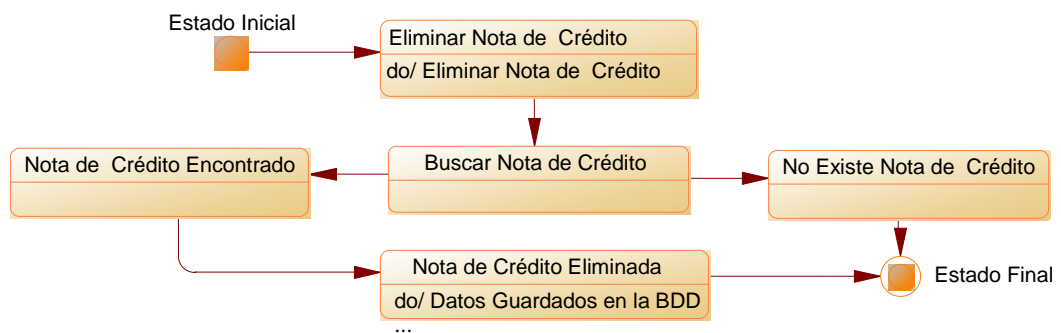 Estado Inicial
Eliminar Nota de Crédito
do/ Eliminar Nota de Crédito
Nota de Crédito Encontrado
Buscar Nota de Crédito
No Existe Nota de Crédito
Nota de Crédito Eliminada
do/ Datos Guardados en la BDD
...
Estado Final